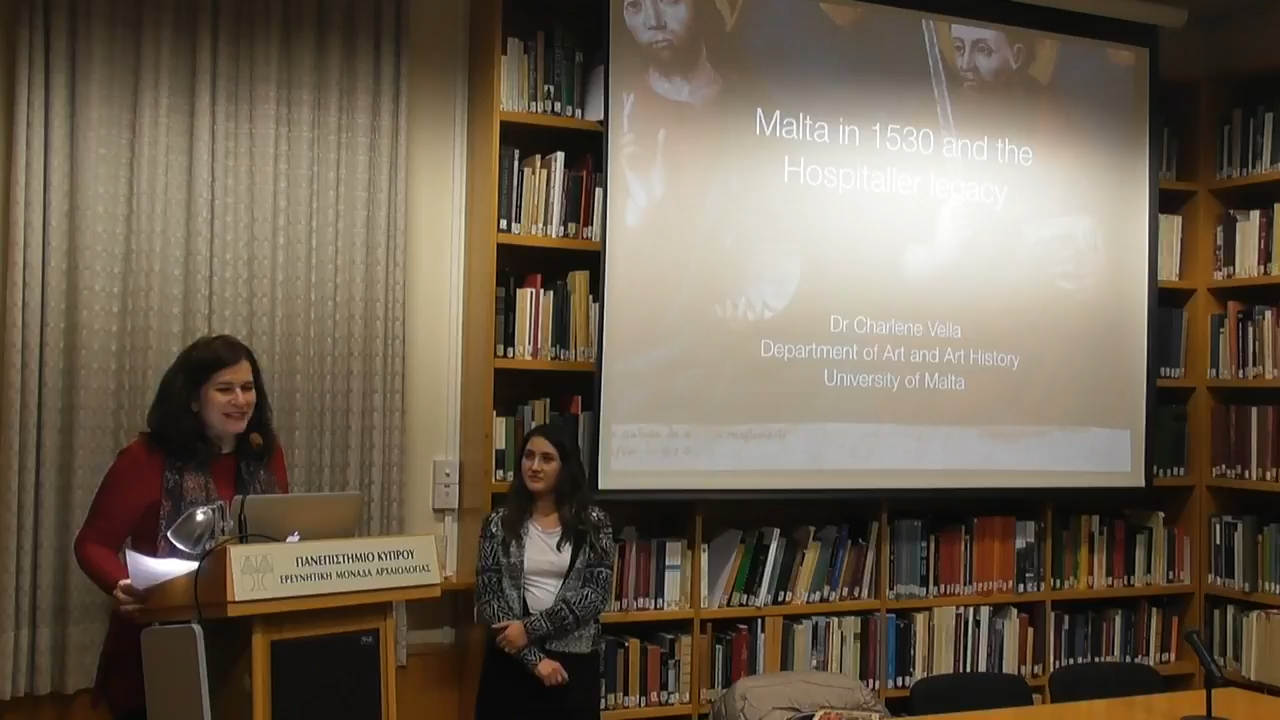 Malta in 1530 and the
Hospitaller legacy
Dr Charlene Vella
Department of Art and Art History
University of Malta
ΠΑΝΕΠΙΣΤΗΜΙΟ ΚΥΠΡΟΥ
ΕΡΕΥΝΗΤΙΚΗ ΜΟΝΑΔΑ ΑΡΧΑΙΟΛΟΓΙΑΣ